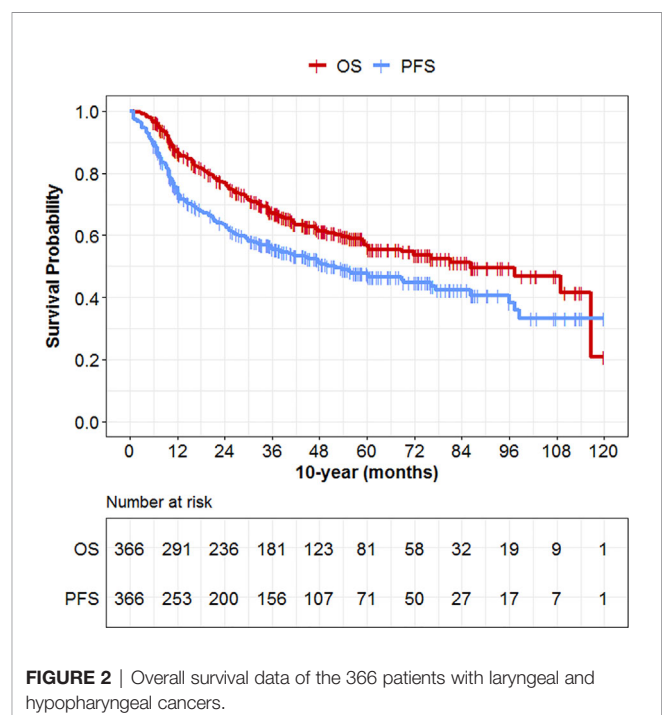 OS PFS
1.0
0.8
0.6
0.4
0.2
0.0
Survival Probability
0 12 24 36 48 60 72 84 96 108 120
10-year (months)
Number at risk
OS 366 291 236 181 123 81 58 32 19 9 1
PFS 366 253 200 156 107 71 50 27 17 7 1
FIGURE 2 | Overall survival data of the 366 patients with laryngeal and
hypopharyngeal cancers.